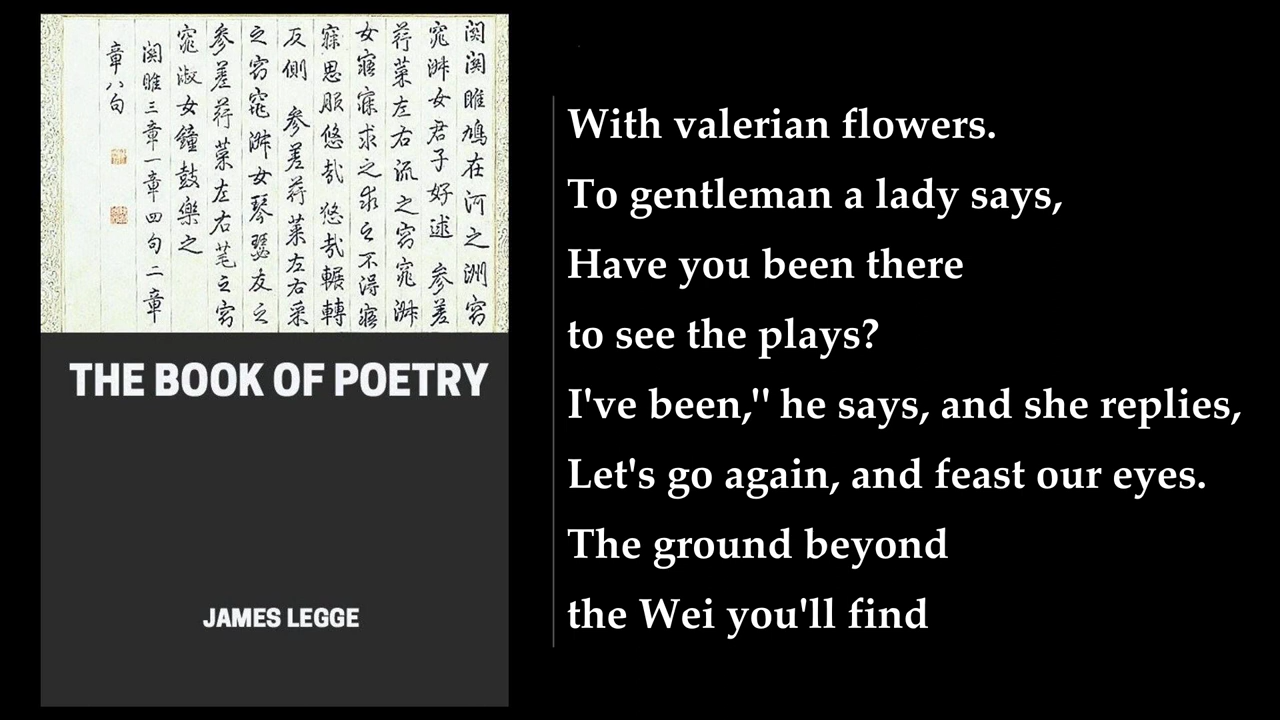 關關雎鳩在河之洲窈
窕淑女君子好逑 參差
荇菜左右流之窈窕淑
女寤寐求之求之不得寤
寐思服悠哉悠哉輾轉
反側 參差荇菜左右采
之窈窕淑女琴瑟友之
參差荇菜左右芼之窈
窕淑女鐘鼓樂之
關雎三章一章四句二章
章八句
THE BOOK OF POETRY
JAMES LEGGE
With valerian flowers.
To gentleman a lady says,
Have you been there
to see the plays?
I've been," he says, and she replies,
Let's go again, and feast our eyes.
The ground beyond
the Wei you'll find